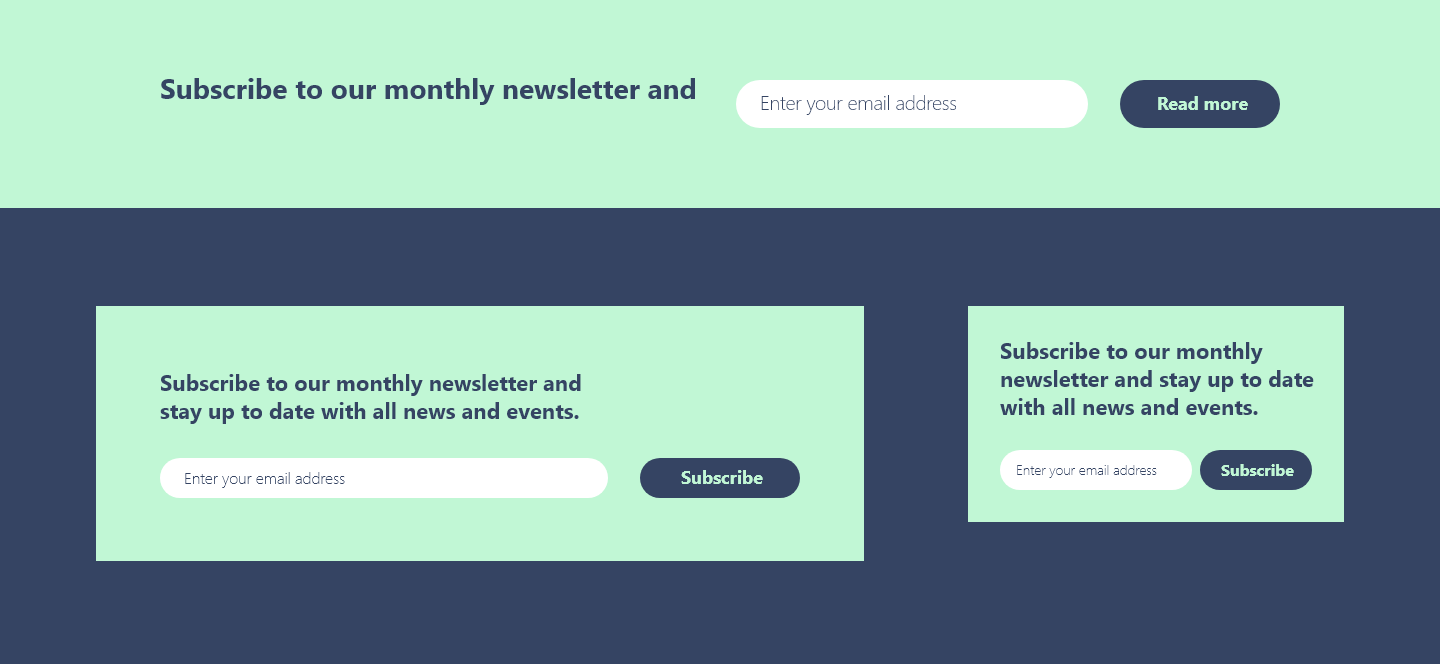 Subscribe to our monthly newsletter and
Enter your email address
Read more
Subscribe to our monthly newsletter and
stay up to date with all news and events.
Enter your email address
Subscribe
Subscribe to our monthly
newsletter and stay up to date
with all news and events.
Enter your email address
Subscribe